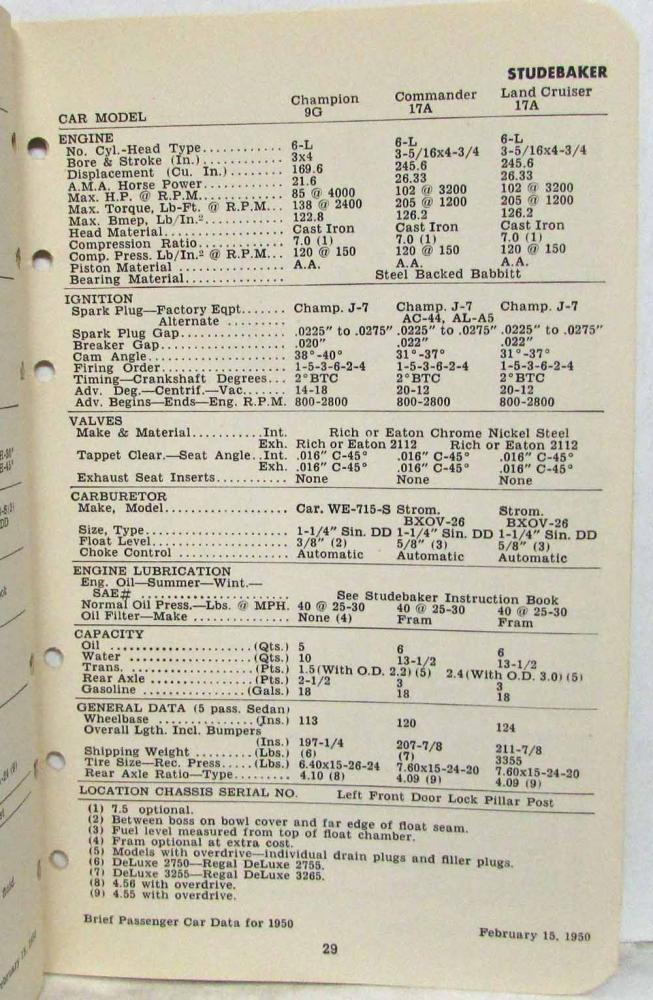 STUDEBAKER
Champion Commander Land Cruiser
CAR MODEL 9G 17A 17A
ENGINE
No. Cyl.-Head Type............ 6-L 6-L 6-L
Bore & Stroke (In.)............ 3x4 3-5/16x4-3/4 3-5/16x4-3/4
Displacement (Cu. In.)........ 169.6 245.6 245.6
A.M.A. Horse Power........... 21.6 26.33 26.33
Max. H.P. @ R.P.M............ 85 @ 4000 102 @ 3200 102 @ 3200
Max. Torque, Lb-Ft. @ R.P.M... 138 @ 2400 205 @ 1200 205 @ 1200
Max. Bmep, Lb/In.²............ 122.8 126.2 126.2
Head Material................. Cast Iron Cast Iron Cast Iron
Compression Ratio............. 7.0 (1) 7.0 (1) 7.0 (1)
Comp. Press. Lb/In.² @ R.P.M... 120 @ 150 120 @ 150 120 @ 150
Piston Material ............... A.A. A.A. A.A.
Bearing Material............... Steel Backed Babbitt
IGNITION
Spark Plug—Factory Eqpt....... Champ. J-7 Champ. J-7 Champ. J-7
Alternate ......... AC-44, AL-A5
Spark Plug Gap................ .0225" to .0275" .0225" to .0275" .0225" to .0275"
Breaker Gap................... .020" .022" .022"
Cam Angle..................... 38°-40° 31°-37° 31°-37°
Firing Order................... 1-5-3-6-2-4 1-5-3-6-2-4 1-5-3-6-2-4
Timing—Crankshaft Degrees... 2°BTC 2°BTC 2°BTC
Adv. Deg.—Centrif.—Vac....... 14-18 20-12 20-12
Adv. Begins—Ends—Eng. R.P.M. 800-2800 800-2800 800-2800
VALVES
Make & Material...........Int. Rich or Eaton Chrome Nickel Steel
Exh. Rich or Eaton 2112 Rich or Eaton 2112
Tappet Clear.—Seat Angle..Int. .016" C-45° .016" C-45° .016" C-45°
Exh. .016" C-45° .016" C-45° .016" C-45°
Exhaust Seat Inserts........... None None None
CARBURETOR
Make, Model................... Car. WE-715-S Strom. Strom.
BXOV-26 BXOV-26
Size, Type..................... 1-1/4" Sin. DD 1-1/4" Sin. DD 1-1/4" Sin. DD
Float Level.................... 3/8" (2) 5/8" (3) 5/8" (3)
Choke Control ................. Automatic Automatic Automatic
ENGINE LUBRICATION
Eng. Oil—Summer—Wint.—
SAE# ..................... See Studebaker Instruction Book
Normal Oil Press.—Lbs. @ MPH. 40 @ 25-30 40 @ 25-30 40 @ 25-30
Oil Filter—Make ............... None (4) Fram Fram
CAPACITY
Oil ......................(Qts.) 5 6 6
Water ...................(Qts.) 10 13-1/2 13-1/2
Trans. ...................(Pts.) 1.5(With O.D. 2.2) (5) 2.4(With O.D. 3.0) (5)
Rear Axle ................(Pts.) 2-1/2 3 3
Gasoline ................(Gals.) 18 18 18
GENERAL DATA (5 pass. Sedan)
Wheelbase ...............(Ins.) 113 120 124
Overall Lgth. Incl. Bumpers
(Ins.) 197-1/4 207-7/8 211-7/8
Shipping Weight .........(Lbs.) (6) (7) 3355
Tire Size—Rec. Press.....(Lbs.) 6.40x15-26-24 7.60x15-24-20 7.60x15-24-20
Rear Axle Ratio—Type......... 4.10 (8) 4.09 (9) 4.09 (9)
LOCATION CHASSIS SERIAL NO. Left Front Door Lock Pillar Post
(1) 7.5 optional.
(2) Between boss on bowl cover and far edge of float seam.
(3) Fuel level measured from top of float chamber.
(4) Fram optional at extra cost.
(5) Models with overdrive—individual drain plugs and filler plugs.
(6) DeLuxe 2750—Regal DeLuxe 2755.
(7) DeLuxe 3255—Regal DeLuxe 3265.
(8) 4.56 with overdrive.
(9) 4.55 with overdrive.
Brief Passenger Car Data for 1950 February 15, 1950
29